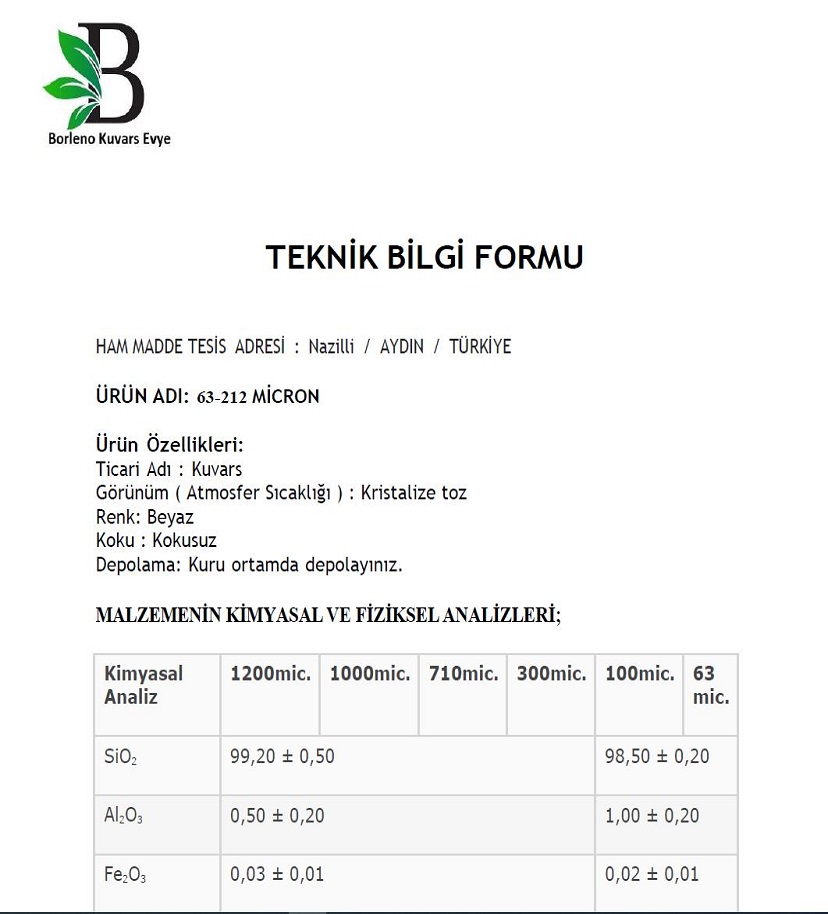 B
Borleno Kuvars Evye
TEKNİK BİLGİ FORMU
HAM MADDE TESİS ADRESİ : Nazilli / AYDIN / TÜRKİYE
ÜRÜN ADI: 63-212 MİCRON
Ürün Özellikleri:
Ticari Adı : Kuvars
Görünüm ( Atmosfer Sıcaklığı ) : Kristalize toz
Renk: Beyaz
Koku : Kokusuz
Depolama: Kuru ortamda depolayınız.
MALZEMENİN KİMYASAL VE FİZİKSEL ANALİZLERİ;
Kimyasal Analiz 1200mic. 1000mic. 710mic. 300mic. 100mic. 63 mic.
SiO₂ 99,20 ± 0,50 98,50 ± 0,20
Al₂O₃ 0,50 ± 0,20 1,00 ± 0,20
Fe₂O₃ 0,03 ± 0,01 0,02 ± 0,01